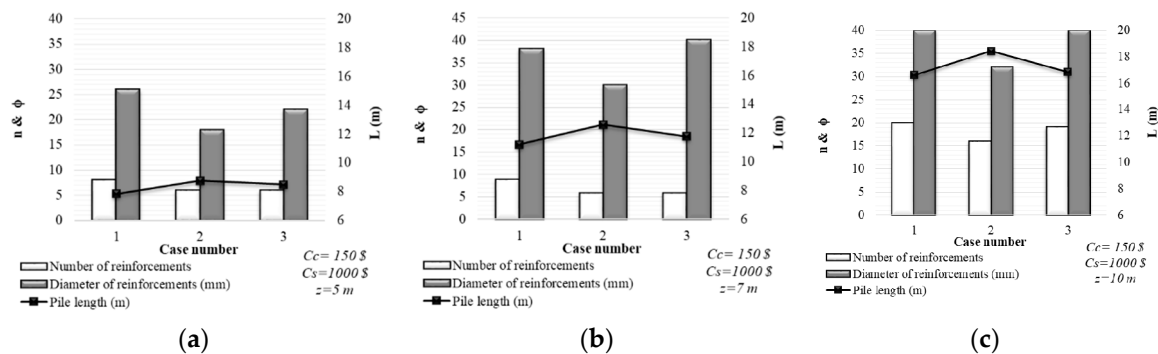 40 35 30 25 20 15 10 5 0
n & ϕ
20 18 16 14 12 10 8 6
L (m)
1 2 3
Case number
Number of reinforcements
Diameter of reinforcements (mm)
Pile length (m)
Cc= 150 $
Cs=1000 $
z=5 m
(a)
45 40 35 30 25 20 15 10 5 0
n & ϕ
20 18 16 14 12 10 8 6
L (m)
1 2 3
Case number
Number of reinforcements
Diameter of reinforcements (mm)
Pile length (m)
Cc= 150 $
Cs=1000 $
z=7 m
(b)
40 35 30 25 20 15 10 5 0
n & ϕ
20 18 16 14 12 10 8 6
L (m)
1 2 3
Case number
Number of reinforcements
Diameter of reinforcements (mm)
Pile length (m)
Cc= 150 $
Cs=1000 $
z=10 m
(c)